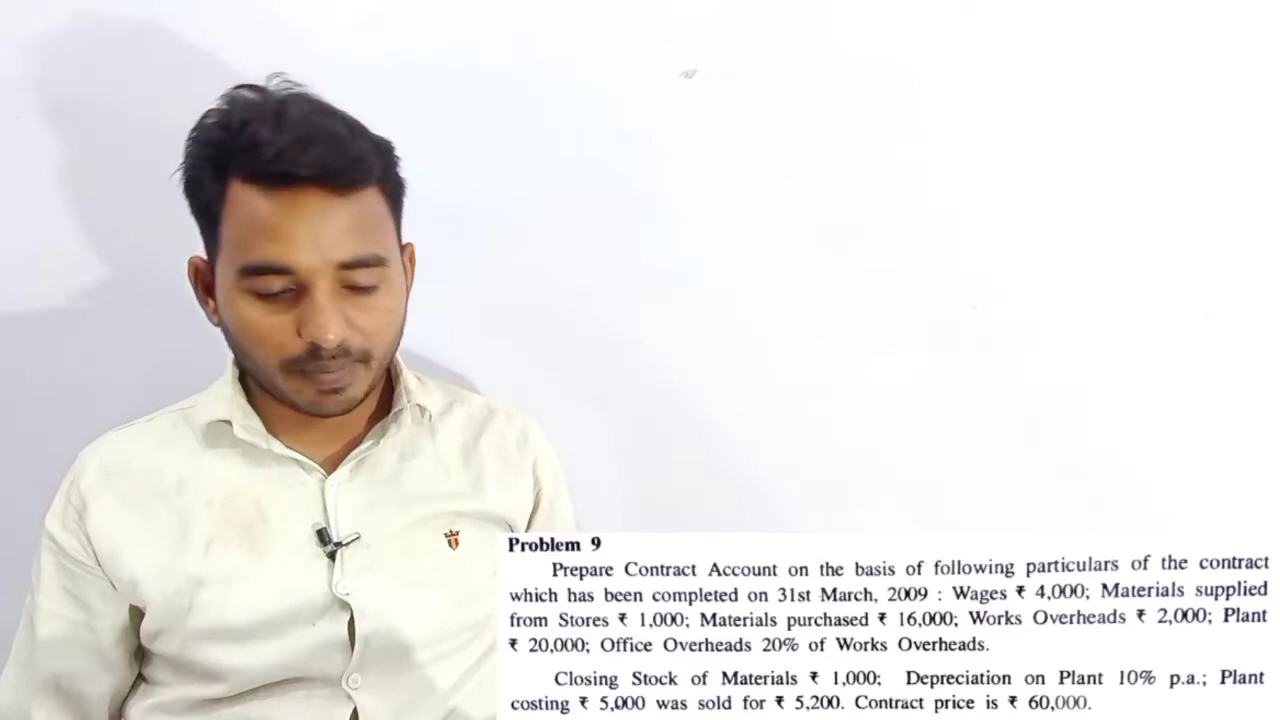 Problem 9
Prepare Contract Account on the basis of following particulars of the contract
which has been completed on 31st March, 2009 : Wages ₹ 4,000; Materials supplied
from Stores ₹ 1,000; Materials purchased ₹ 16,000; Works Overheads ₹ 2,000; Plant
₹ 20,000; Office Overheads 20% of Works Overheads.
Closing Stock of Materials ₹ 1,000; Depreciation on Plant 10% p.a.; Plant
costing ₹ 5,000 was sold for ₹ 5,200. Contract price is ₹ 60,000.